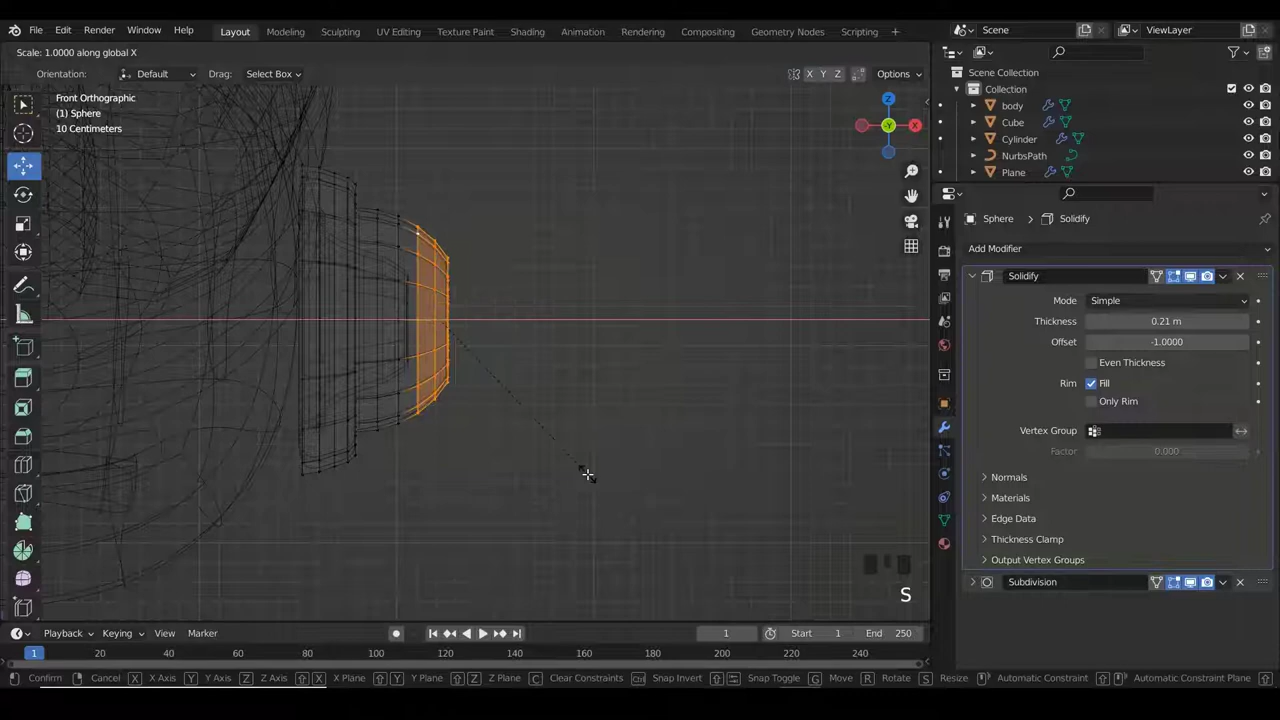 File Edit Render Window Help Layout Modeling Sculpting UV Editing Texture Paint Shading Animation Rendering Compositing Geometry Nodes Scripting Scene ViewLayer
Scale: 1.0000 along global X
Orientation: Default Drag: Select Box X Y Z Options
Scene Collection
Collection
body
Cube
Cylinder
NurbsPath
Plane
Front Orthographic
(1) Sphere
10 Centimeters
Z
-Y
X
Sphere Solidify
Add Modifier
Solidify
Mode Simple
Thickness 0.21 m
Offset -1.0000
Even Thickness
Rim Fill
Only Rim
Vertex Group
Factor 0.000
Normals
Materials
Edge Data
Thickness Clamp
Output Vertex Groups
Subdivision
S
Playback Keying View Marker 1 Start 1 End 250
1 20 40 60 80 100 120 140 160 180 200 220 240
Confirm Cancel X X Axis Y Y Axis Z Z Axis X X Plane Y Y Plane Z Z Plane C Clear Constraints Ctrl Snap Invert Snap Toggle G Move R Rotate S Resize Automatic Constraint Automatic Constraint Plane